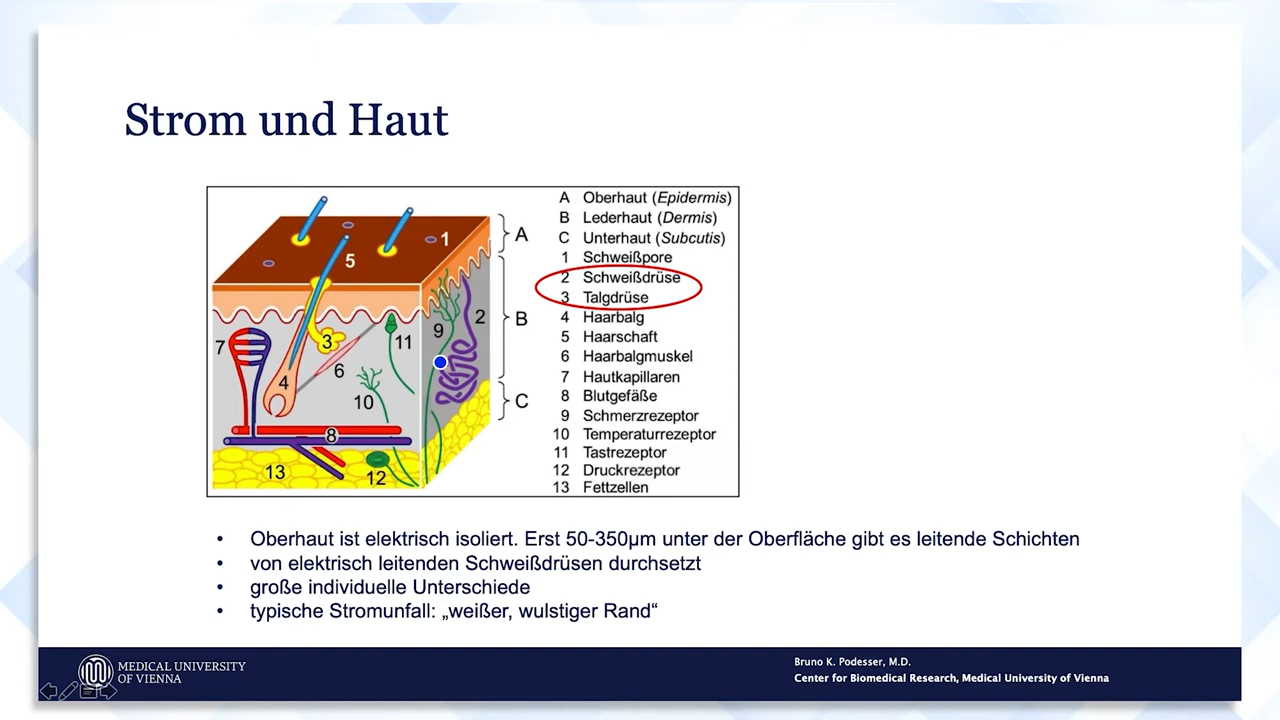 Strom und Haut
1
5
A
2
9
B
7
3
11
6
4
10
C
8
13
12
A Oberhaut (Epidermis)
B Lederhaut (Dermis)
C Unterhaut (Subcutis)
1 Schweißpore
2 Schweißdrüse
3 Talgdrüse
4 Haarbalg
5 Haarschaft
6 Haarbalgmuskel
7 Hautkapillaren
8 Blutgefäße
9 Schmerzrezeptor
10 Temperaturrezeptor
11 Tastrezeptor
12 Druckrezeptor
13 Fettzellen
• Oberhaut ist elektrisch isoliert. Erst 50-350µm unter der Oberfläche gibt es leitende Schichten
• von elektrisch leitenden Schweißdrüsen durchsetzt
• große individuelle Unterschiede
• typische Stromunfall: „weißer, wulstiger Rand“
MEDICAL UNIVERSITY
OF VIENNA
Bruno K. Podesser, M.D.
Center for Biomedical Research, Medical University of Vienna